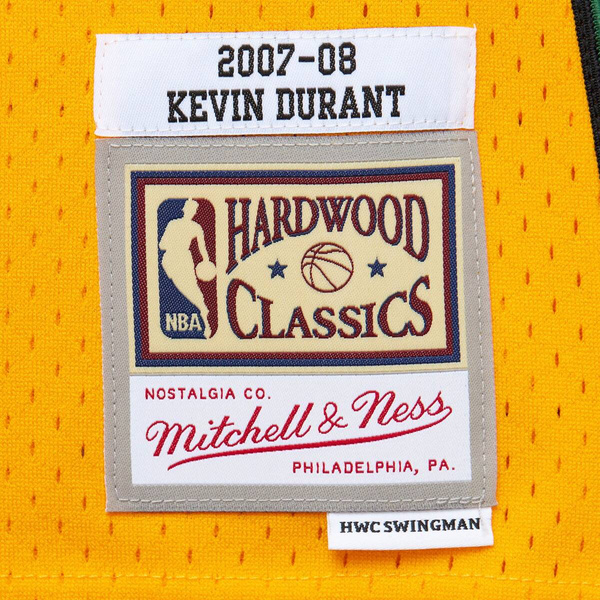 2007-08
KEVIN DURANT
HARDWOOD
CLASSICS
NBA
NOSTALGIA CO.
Mitchell & Ness
PHILADELPHIA, PA.
HWC SWINGMAN